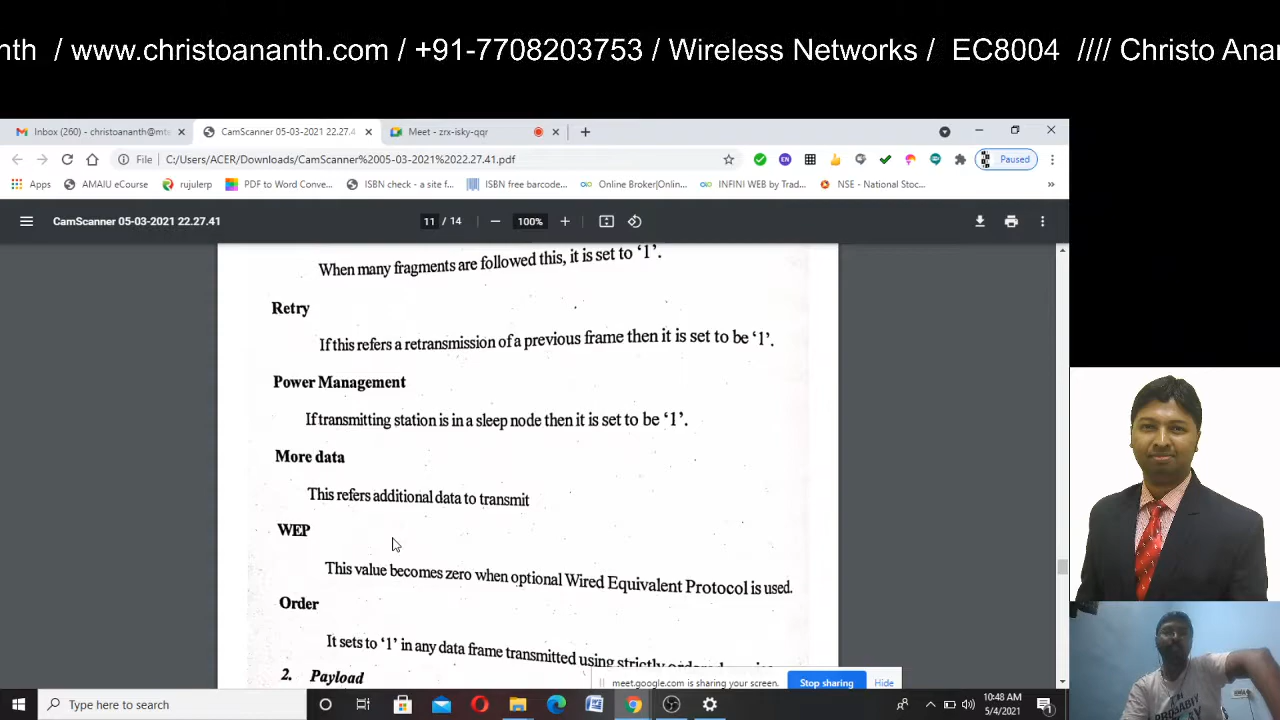 nth / www.christoananth.com / +91-7708203753 / Wireless Networks / EC8004 //// Christo Anan
Inbox (260) - christoananth@mt
CamScanner 05-03-2021 22.27.4
Meet - zrx-isky-qqr
File
C:/Users/ACER/Downloads/CamScanner%2005-03-2021%2022.27.41.pdf
EN
Paused
Apps
AMAIU eCourse
rujulerp
PDF to Word Conve...
ISBN check - a site f...
ISBN free barcode...
Online Broker|Onlin...
INFINI WEB by Trad...
NSE - National Stoc...
»
CamScanner 05-03-2021 22.27.41
11 / 14
100%
When many fragments are followed this, it is set to ‘1’.
Retry
If this refers a retransmission of a previous frame then it is set to be ‘1’.
Power Management
If transmitting station is in a sleep node then it is set to be ‘1’.
More data
This refers additional data to transmit
WEP
This value becomes zero when optional Wired Equivalent Protocol is used.
Order
It sets to ‘1’ in any data frame transmitted using strictly ordered
2. Payload
meet.google.com is sharing your screen.
Stop sharing
Hide
Type here to search
10:48 AM
5/4/2021